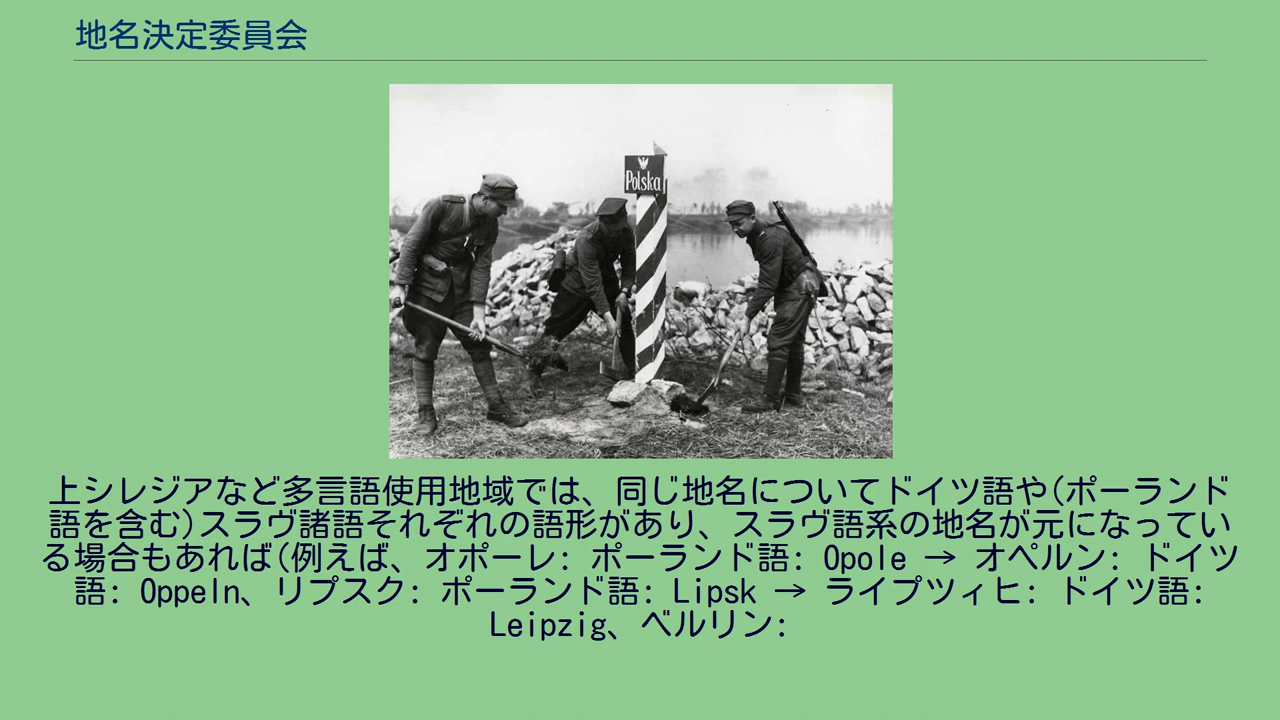 地名決定委員会
Polska
上シレジアなど多言語使用地域では、同じ地名についてドイツ語や(ポーランド
語を含む)スラヴ諸語それぞれの語形があり、スラヴ語系の地名が元になってい
る場合もあれば(例えば、オポーレ: ポーランド語: Opole → オペルン: ドイツ
語: Oppeln、リプスク: ポーランド語: Lipsk → ライプツィヒ: ドイツ語:
Leipzig、ベルリン: